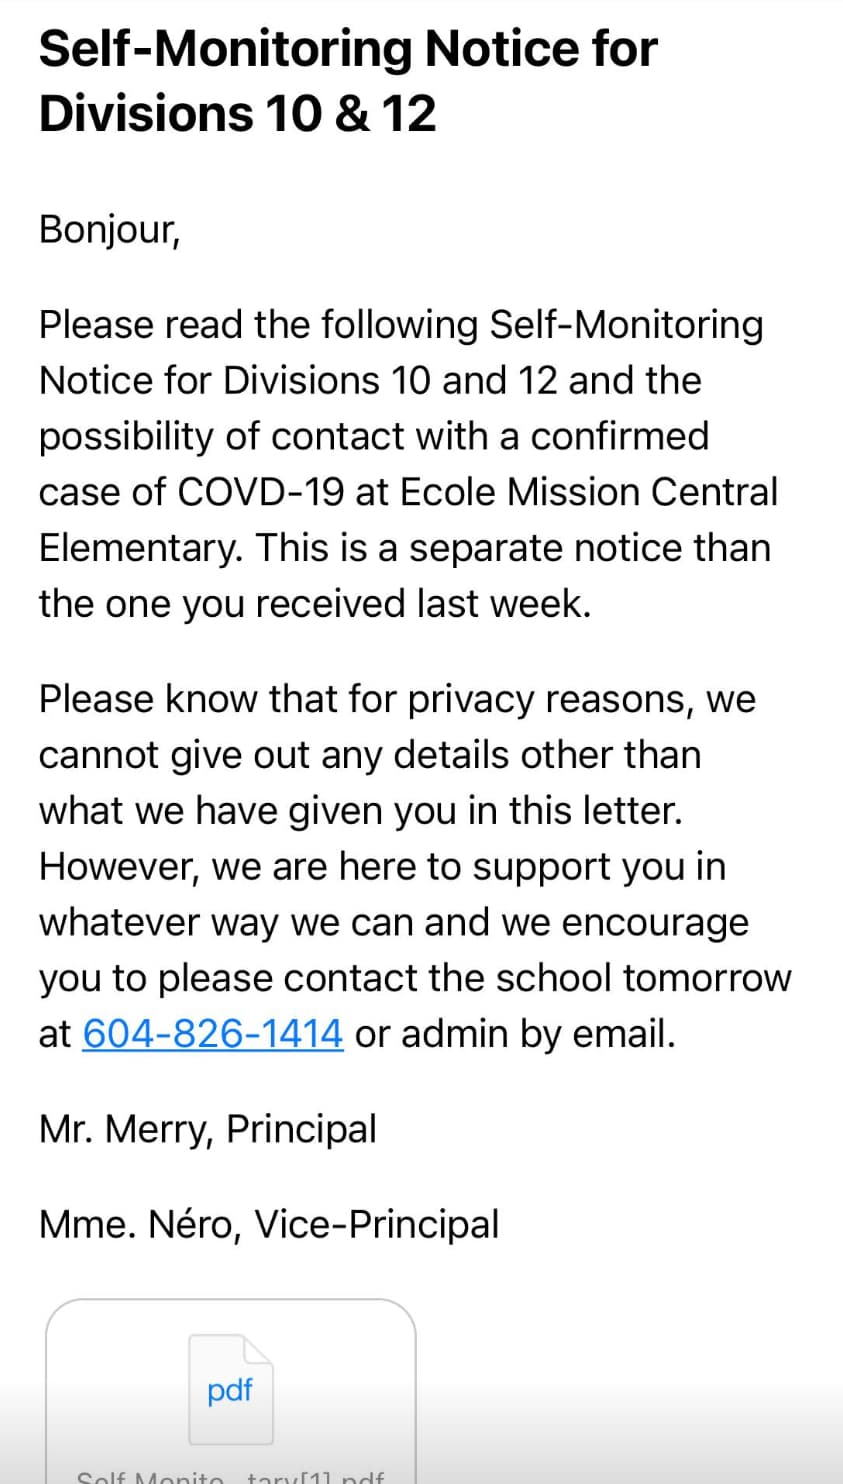 Self-Monitoring Notice for
Divisions 10 & 12
Bonjour,
Please read the following Self-Monitoring
Notice for Divisions 10 and 12 and the
possibility of contact with a confirmed
case of COVD-19 at Ecole Mission Central
Elementary. This is a separate notice than
the one you received last week.
Please know that for privacy reasons, we
cannot give out any details other than
what we have given you in this letter.
However, we are here to support you in
whatever way we can and we encourage
you to please contact the school tomorrow
at 604-826-1414 or admin by email.
Mr. Merry, Principal
Mme. Néro, Vice-Principal
pdf
Self Monito...tary[1].pdf